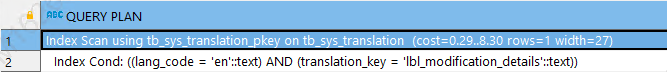 ABC QUERY PLAN
1 Index Scan using tb_sys_translation_pkey on tb_sys_translation (cost=0.29..8.30 rows=1 width=27)
2 Index Cond: ((lang_code = 'en'::text) AND (translation_key = 'lbl_modification_details'::text))